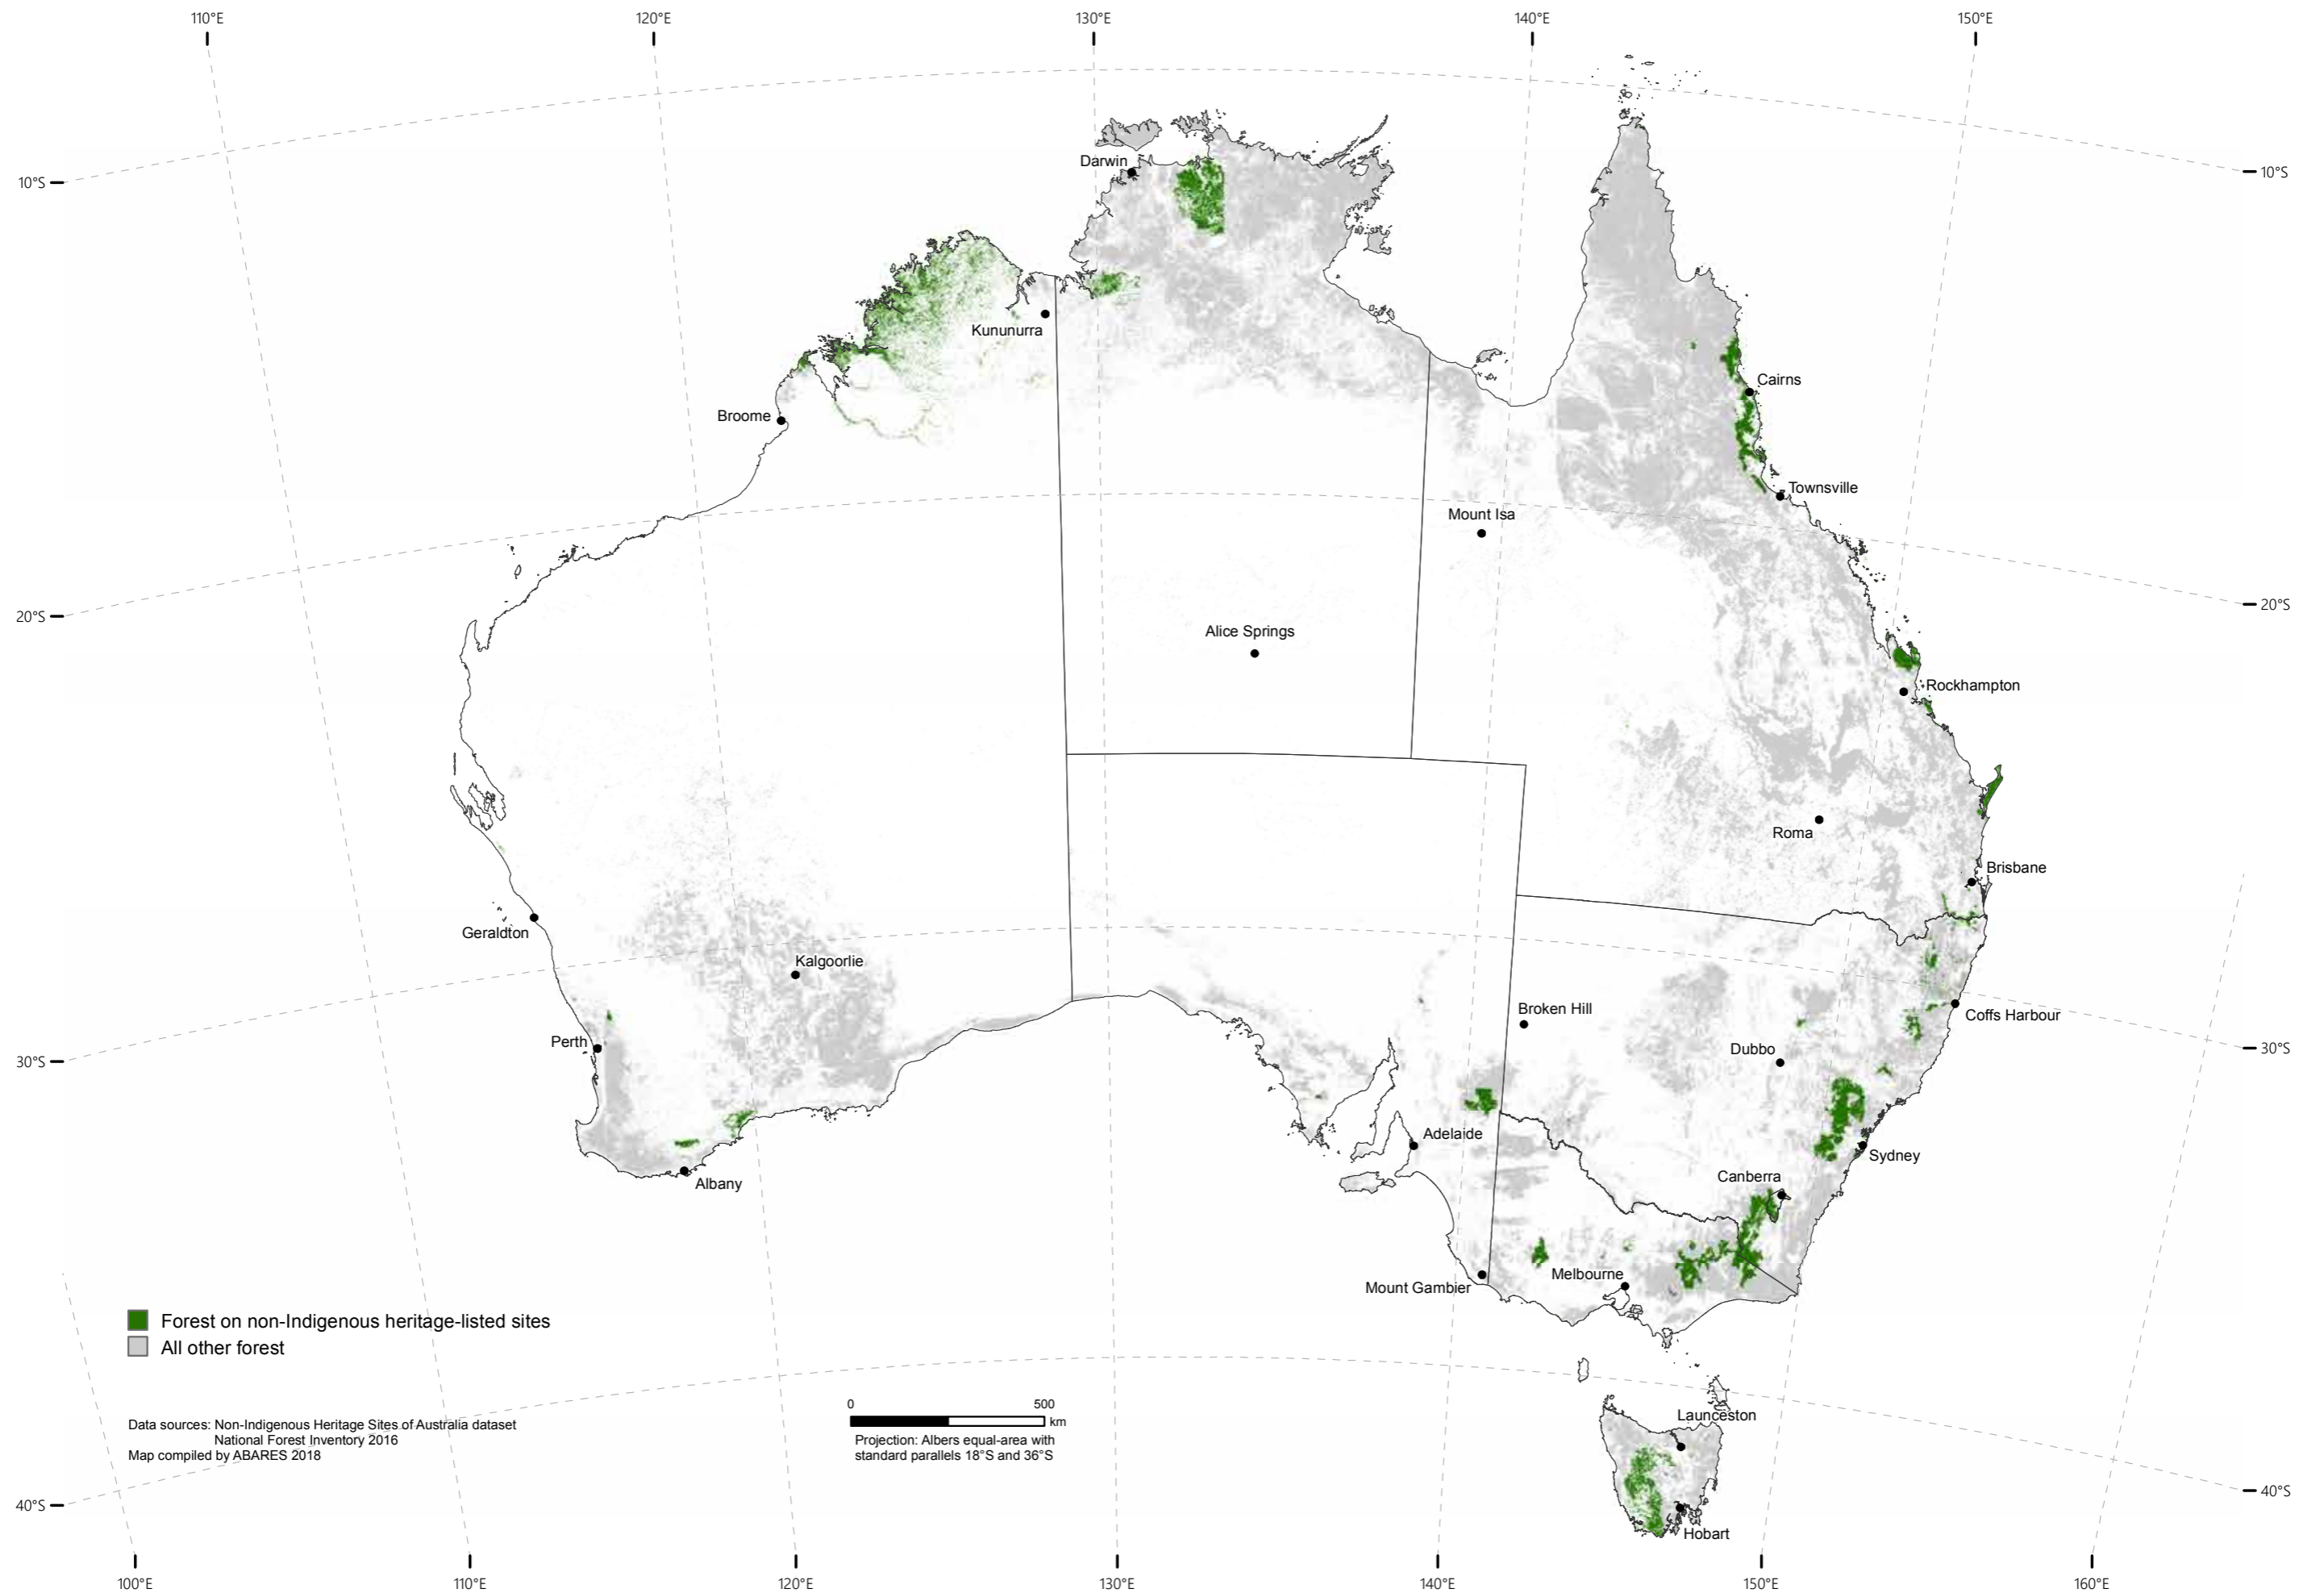 110°E
120°E
130°E
140°E
150°E
10°S
10°S
Darwin
Kununurra
Cairns
Broome
Townsville
Mount Isa
20°S
20°S
Alice Springs
Rockhampton
Roma
Brisbane
Geraldton
Kalgoorlie
Broken Hill
Coffs Harbour
Perth
Dubbo
30°S
30°S
Adelaide
Sydney
Albany
Canberra
Melbourne
Mount Gambier
Forest on non-Indigenous heritage-listed sites
All other forest
0 500
km
Launceston
Data sources: Non-Indigenous Heritage Sites of Australia dataset
National Forest Inventory 2016
Map compiled by ABARES 2018
Projection: Albers equal-area with
standard parallels 18°S and 36°S
40°S
40°S
Hobart
100°E
110°E
120°E
130°E
140°E
150°E
160°E